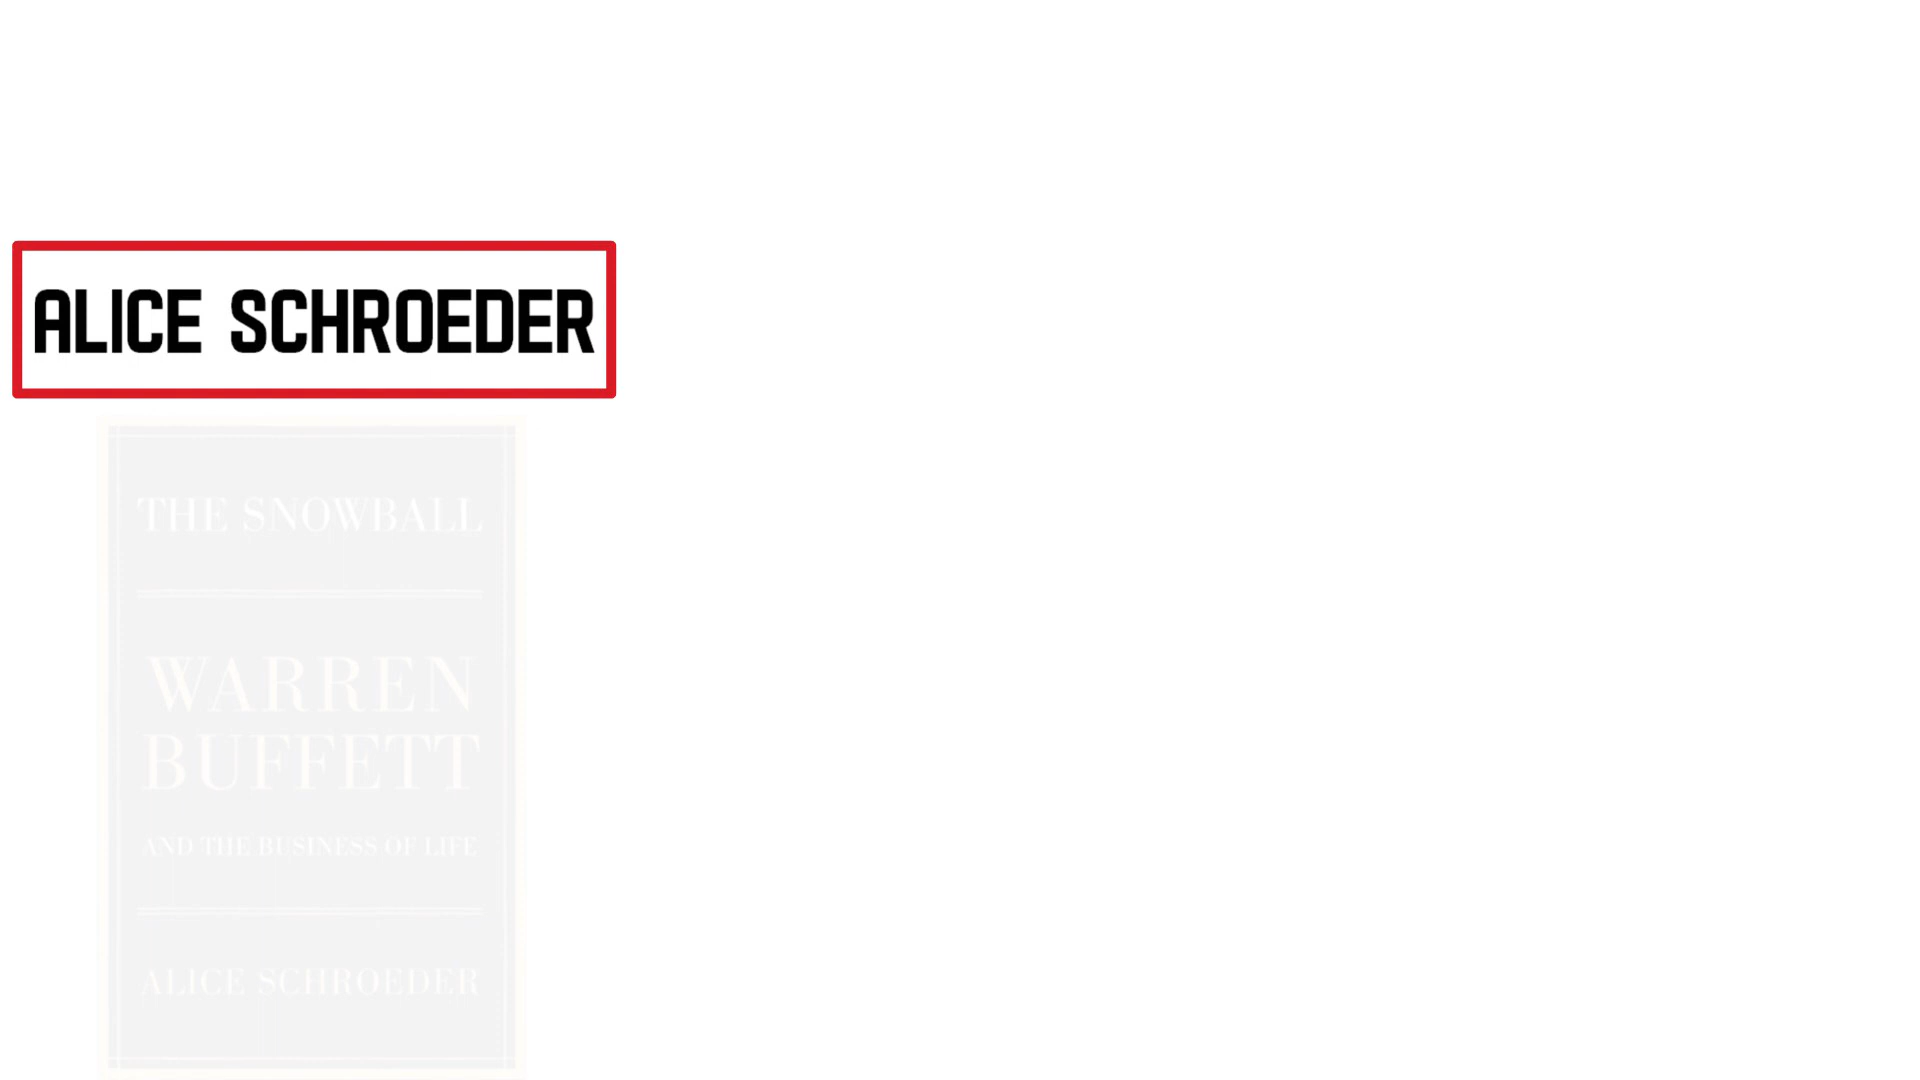 ALICE SCHROEDER
THE SNOWBALL
WARREN
BUFFETT
AND THE BUSINESS OF LIFE
ALICE SCHROEDER